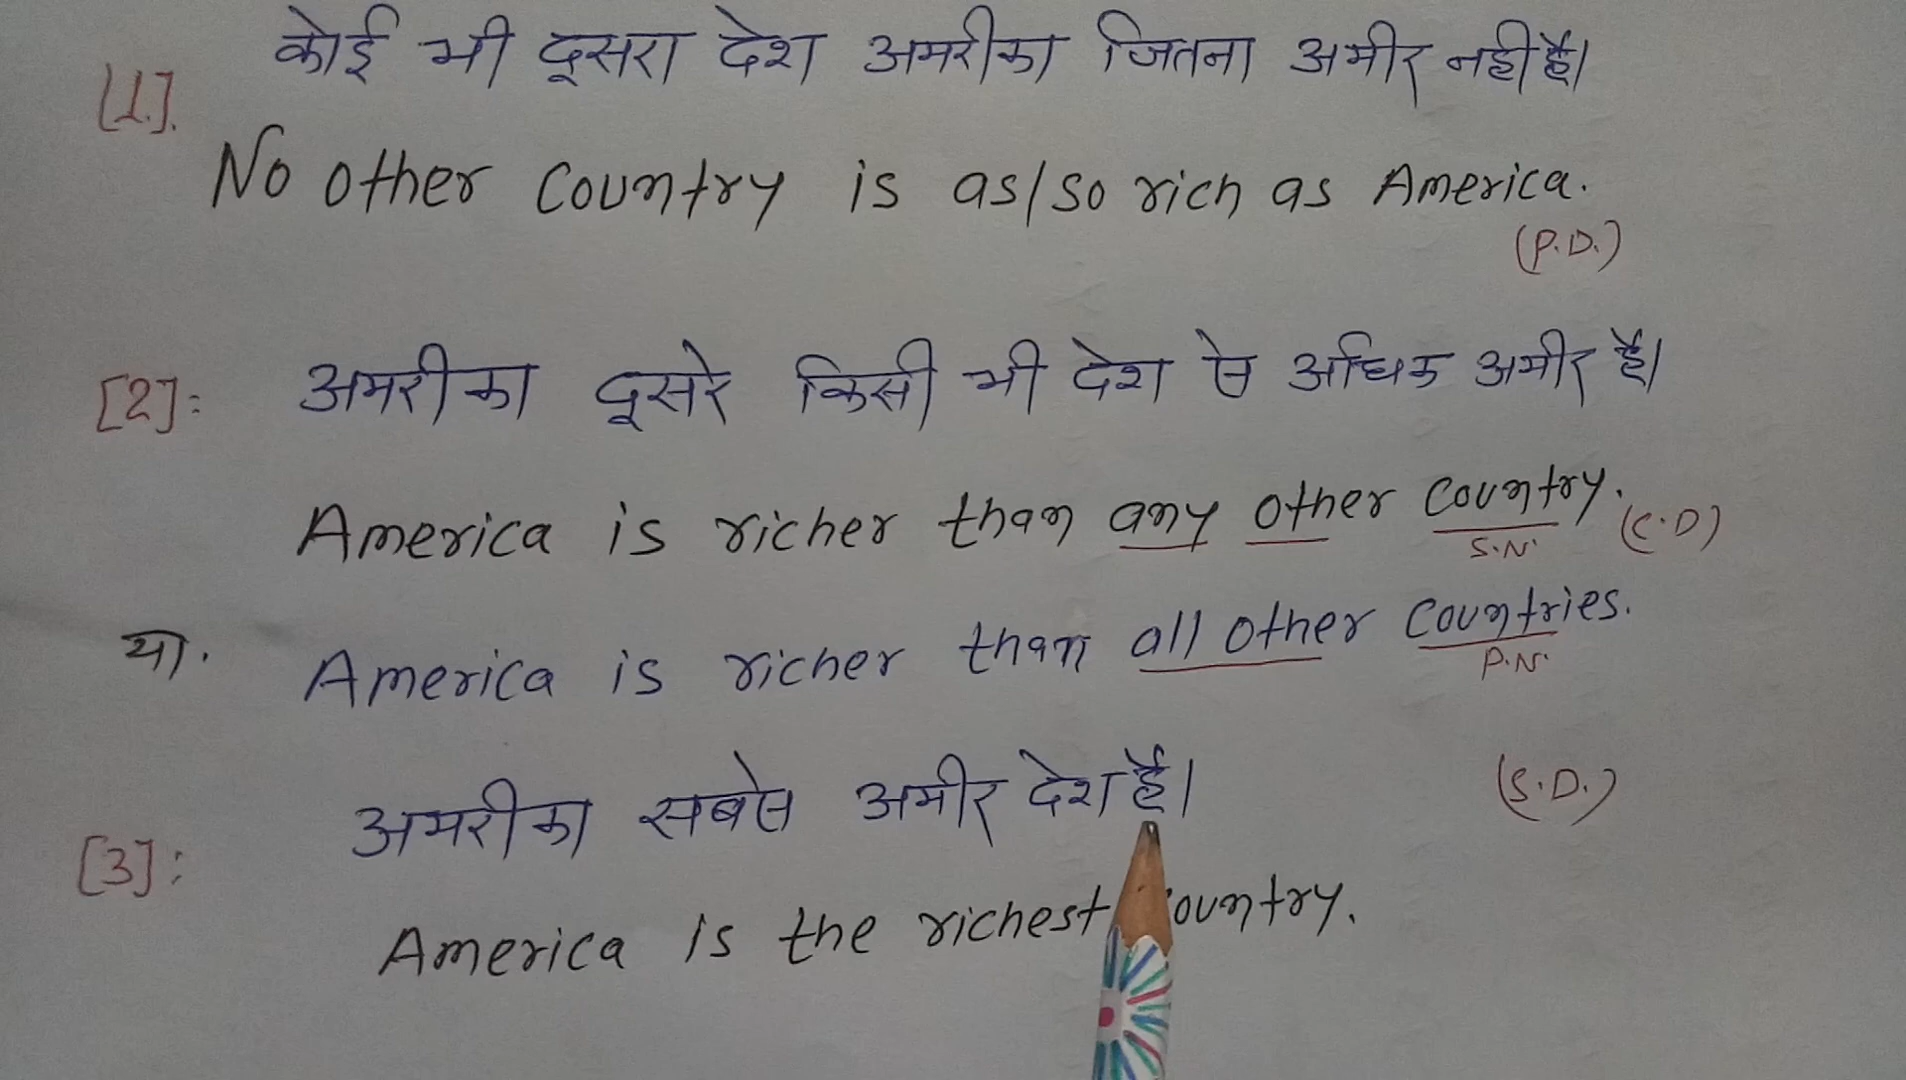 कोई भी दूसरा देश अमरीका जितना अमीर नही है।
[1].
No other Country is as/so rich as America.
(P.D.)
[2]: अमरीका दूसरे किसी भी देश से अधिक अमीर है।
America is richer than any other Country. (C.D)
S.N.
या. America is richer than all other Countries.
P.N.
अमरीका सबसे अमीर देश है। (S.D.)
[3]:
America is the richest ountry.